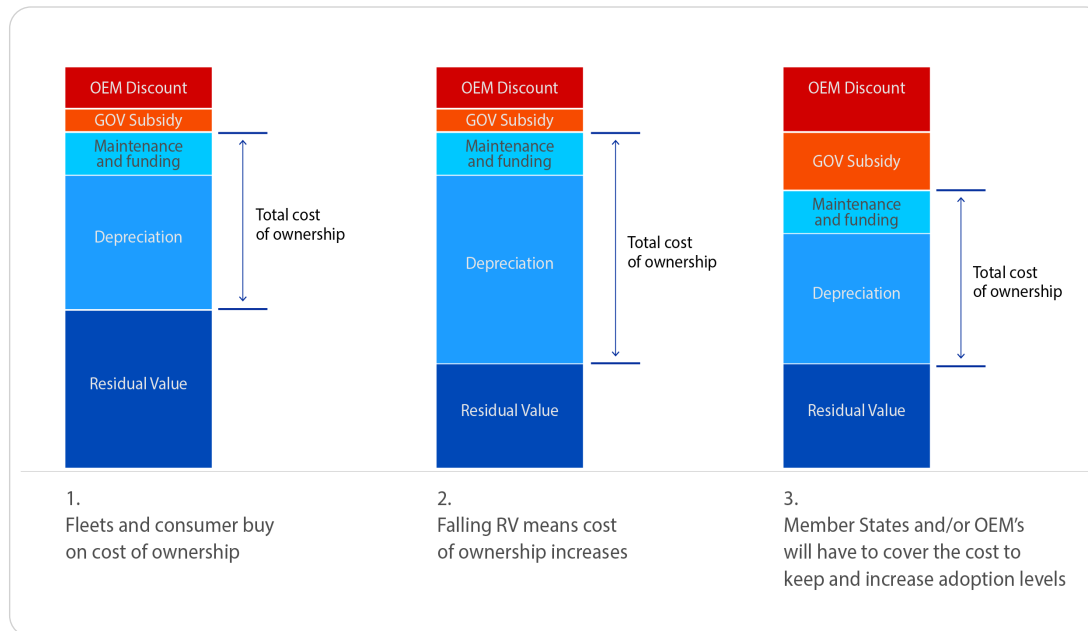 OEM Discount
GOV Subsidy
Maintenance
and funding
Depreciation
Residual Value
Total cost
of ownership
1.
Fleets and consumer buy
on cost of ownership
OEM Discount
GOV Subsidy
Maintenance
and funding
Depreciation
Residual Value
Total cost
of ownership
2.
Falling RV means cost
of ownership increases
OEM Discount
GOV Subsidy
Maintenance
and funding
Depreciation
Residual Value
Total cost
of ownership
3.
Member States and/or OEM’s
will have to cover the cost to
keep and increase adoption levels